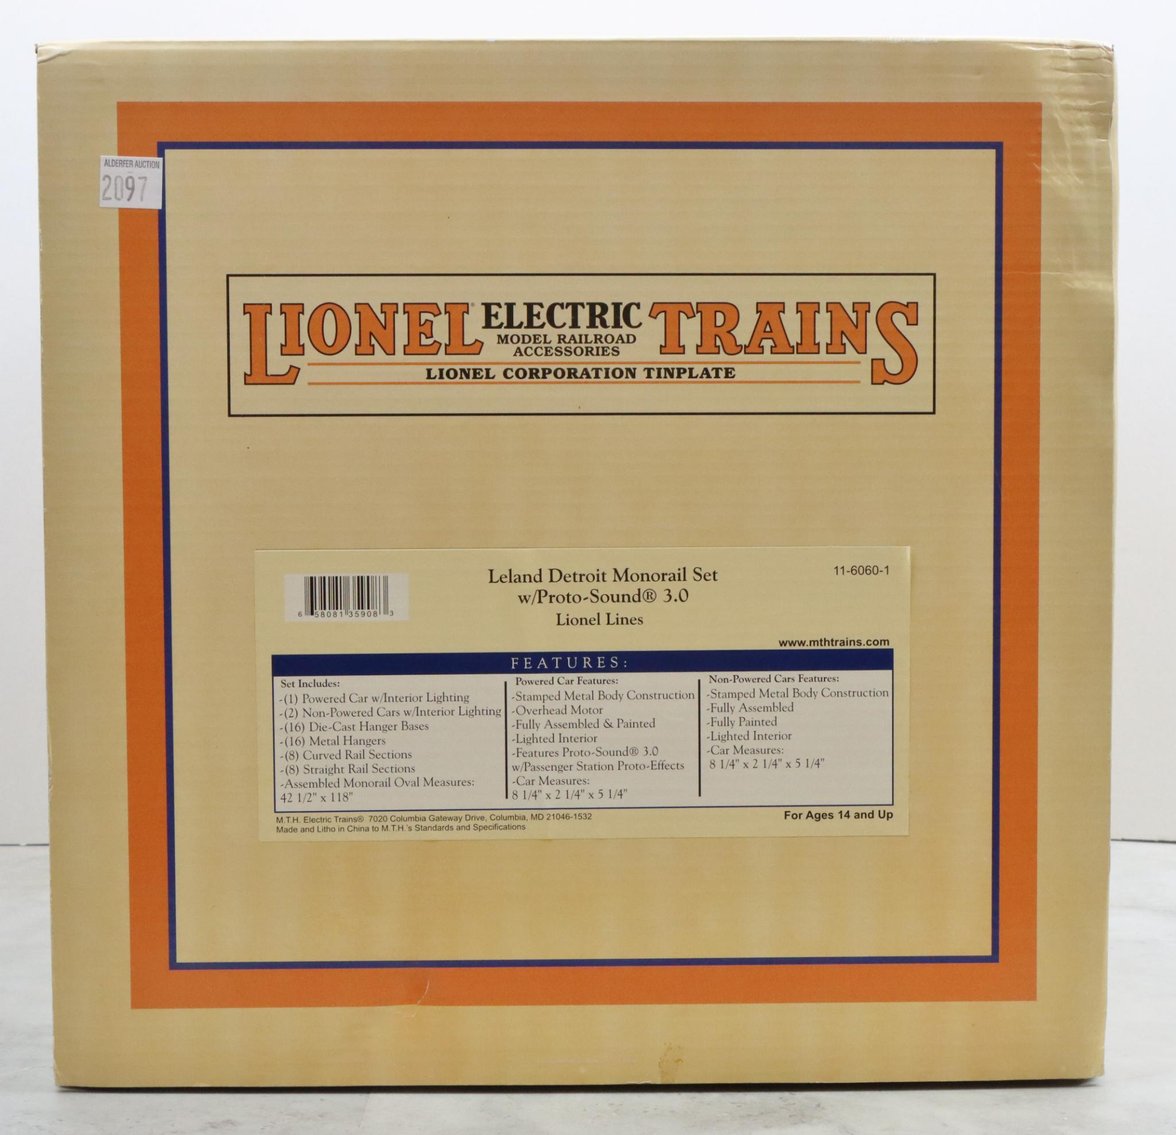 ALDERFER AUCTION
2097
LIONEL® ELECTRIC TRAINS
MODEL RAILROAD
ACCESSORIES
LIONEL CORPORATION TINPLATE
6 58081 35908 3
Leland Detroit Monorail Set
w/Proto-Sound® 3.0
Lionel Lines
11-6060-1
www.mthtrains.com
FEATURES:
Set Includes:
-(1) Powered Car w/Interior Lighting
-(2) Non-Powered Cars w/Interior Lighting
-(16) Die-Cast Hanger Bases
-(16) Metal Hangers
-(8) Curved Rail Sections
-(8) Straight Rail Sections
-Assembled Monorail Oval Measures:
42 1/2" x 118"
Powered Car Features:
-Stamped Metal Body Construction
-Overhead Motor
-Fully Assembled & Painted
-Lighted Interior
-Features Proto-Sound® 3.0
w/Passenger Station Proto-Effects
-Car Measures:
8 1/4" x 2 1/4" x 5 1/4"
Non-Powered Cars Features:
-Stamped Metal Body Construction
-Fully Assembled
-Fully Painted
-Lighted Interior
-Car Measures:
8 1/4" x 2 1/4" x 5 1/4"
M.T.H. Electric Trains® 7020 Columbia Gateway Drive, Columbia, MD 21046-1532
Made and Litho in China to M.T.H.'s Standards and Specifications
For Ages 14 and Up